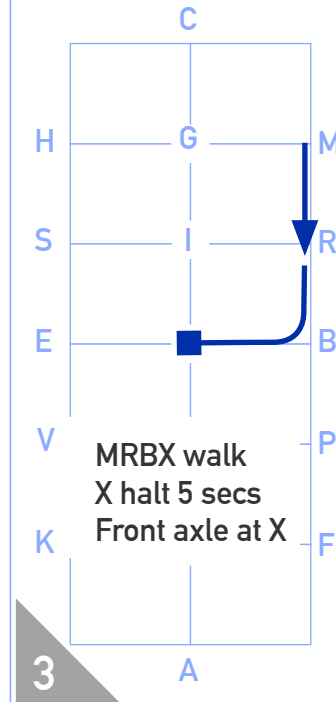 C
H G M
S I R
E B
V P
MRBX walk
X halt 5 secs
K F
Front axle at X
3
A